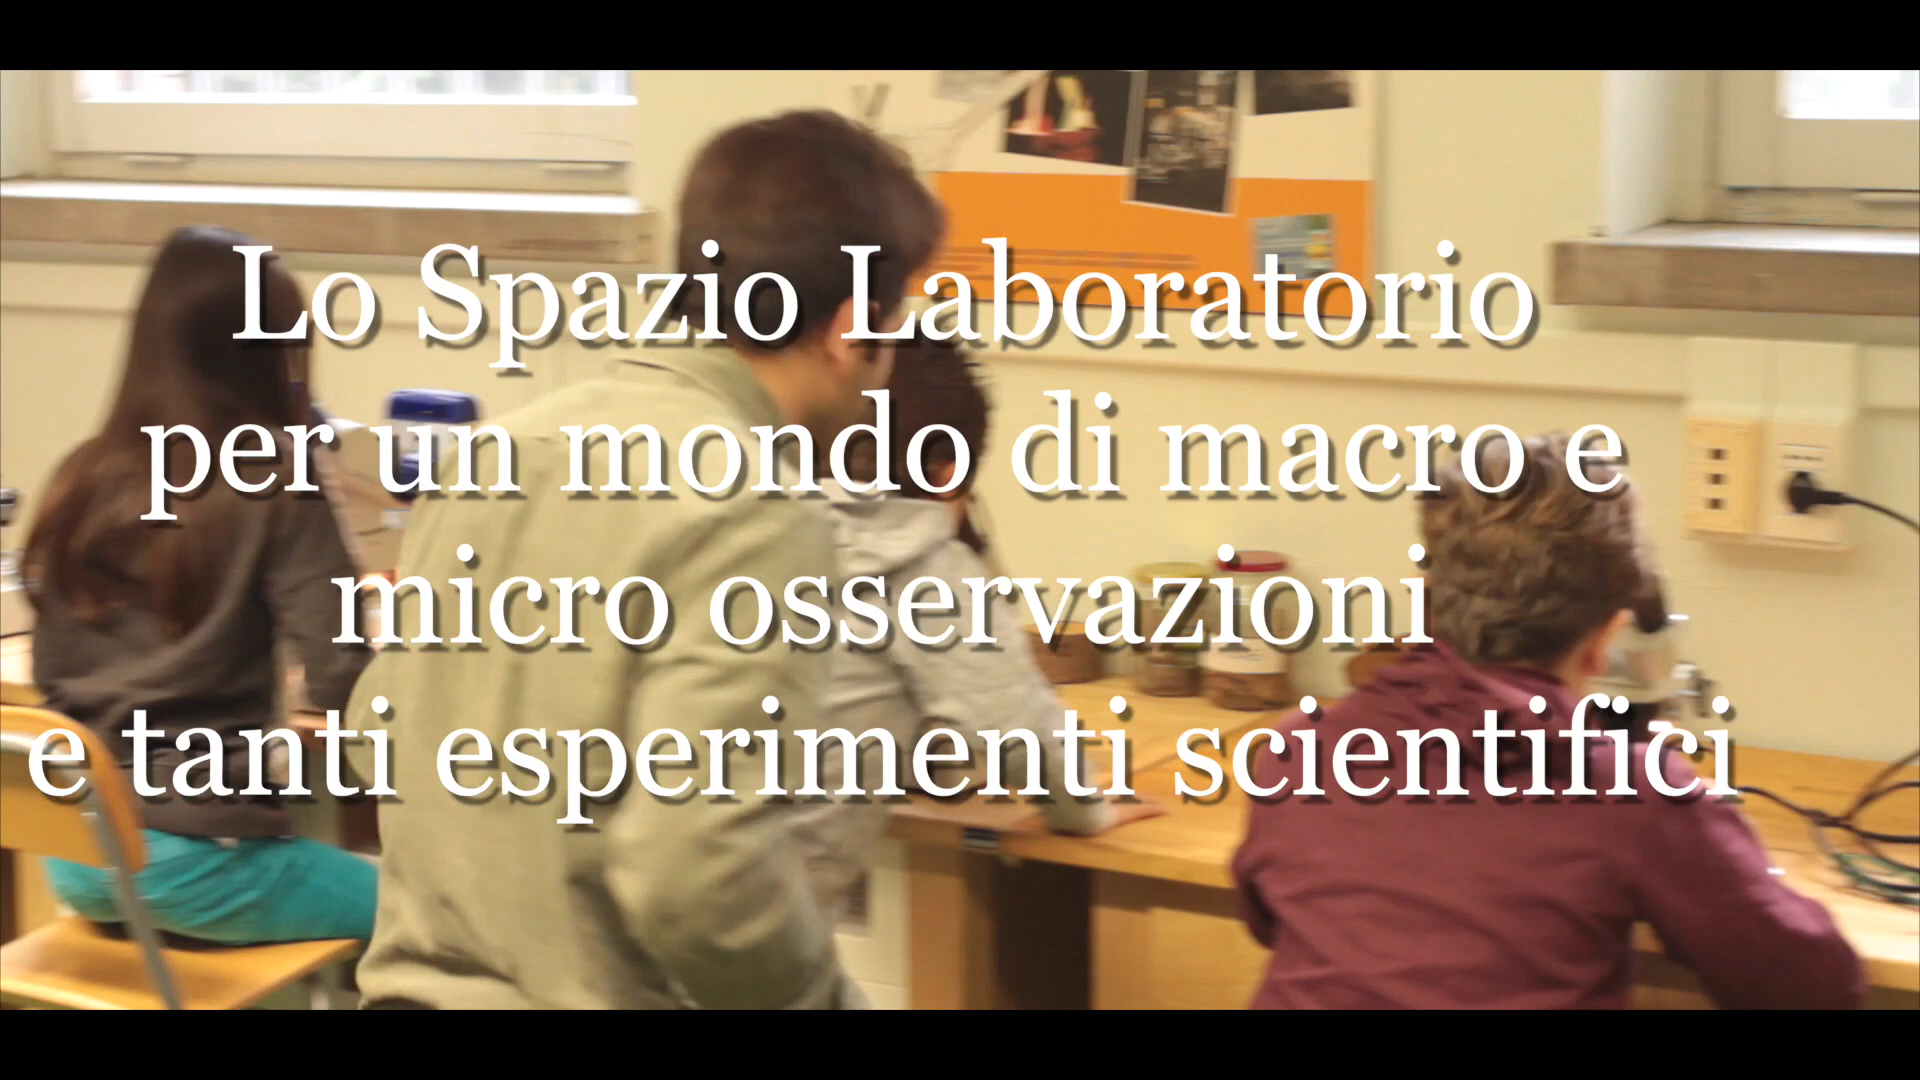 Lo Spazio Laboratorio
per un mondo di macro e
micro osservazioni
e tanti esperimenti scientifici